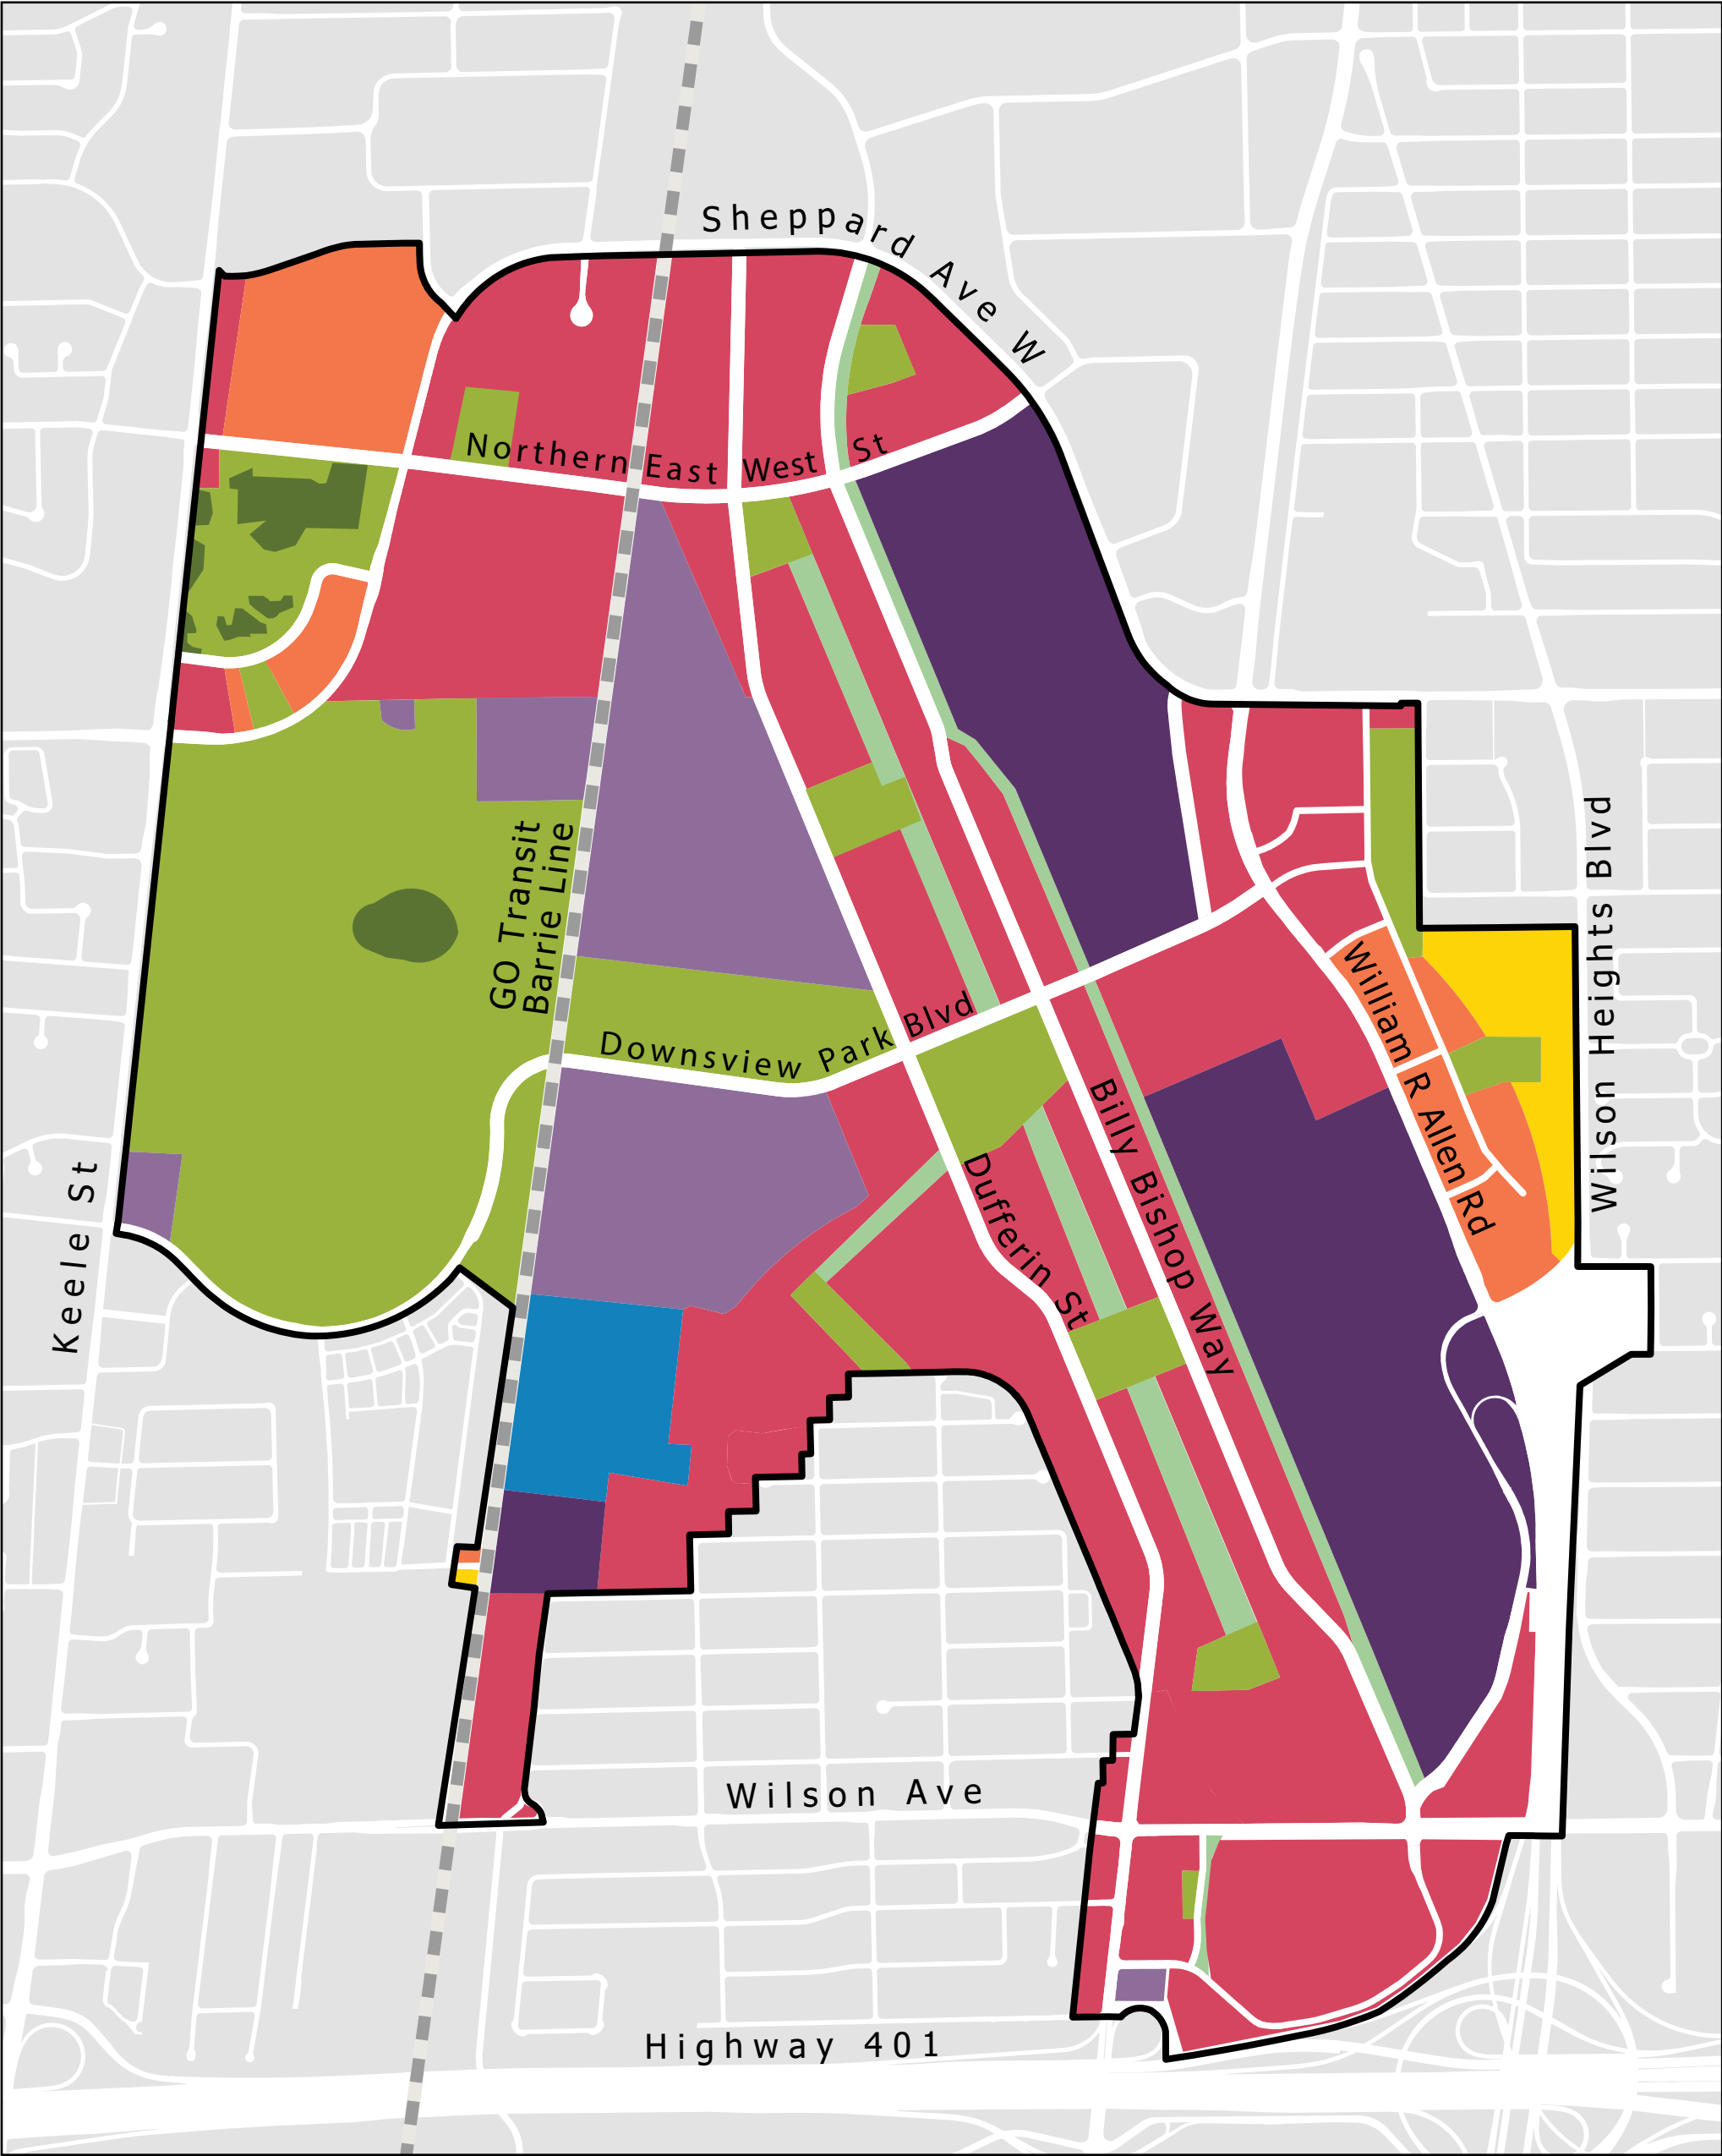 Sheppard Ave W
Northern East West St
GO Transit
Barrie Line
Downsview Park Blvd
William R Allen Rd
Wilson Heights Blvd
Billy Bishop Way
Dufferin St
Keele St
Wilson Ave
Highway 401